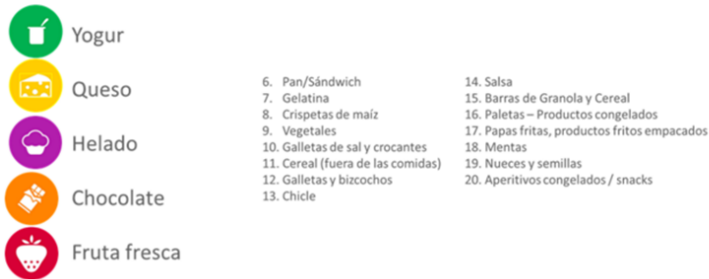 Yogur
Queso
Helado
Chocolate
Fruta fresca
6. Pan/Sándwich
7. Gelatina
8. Crispetas de maíz
9. Vegetales
10. Galletas de sal y crocantes
11. Cereal (fuera de las comidas)
12. Galletas y bizcochos
13. Chicle
14. Salsa
15. Barras de Granola y Cereal
16. Paletas – Productos congelados
17. Papas fritas, productos fritos empacados
18. Mentas
19. Nueces y semillas
20. Aperitivos congelados / snacks